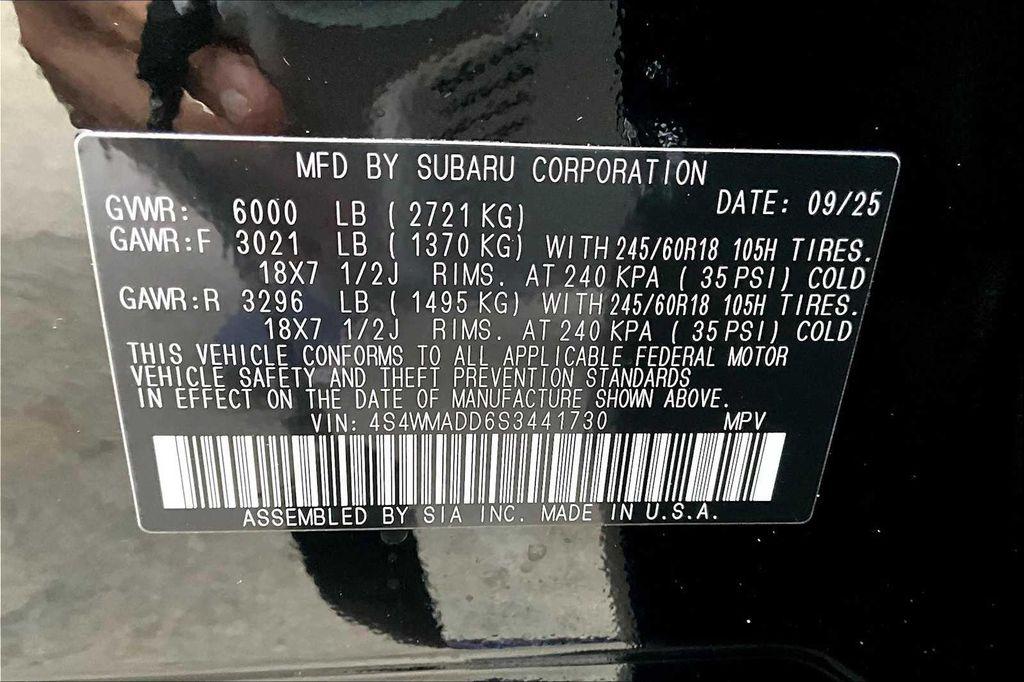 MFD BY SUBARU CORPORATION
DATE: 09/25
GVWR: 6000 LB ( 2721 KG)
GAWR:F 3021 LB ( 1370 KG) WITH 245/60R18 105H TIRES.
18X7 1/2J RIMS. AT 240 KPA ( 35 PSI) COLD
GAWR:R 3296 LB ( 1495 KG) WITH 245/60R18 105H TIRES.
18X7 1/2J RIMS. AT 240 KPA ( 35 PSI) COLD
THIS VEHICLE CONFORMS TO ALL APPLICABLE FEDERAL MOTOR
VEHICLE SAFETY AND THEFT PREVENTION STANDARDS
IN EFFECT ON THE DATE OF MANUFACTURE SHOWN ABOVE.
VIN: 4S4WMADD6S3441730 MPV
ASSEMBLED BY SIA INC. MADE IN U.S.A.